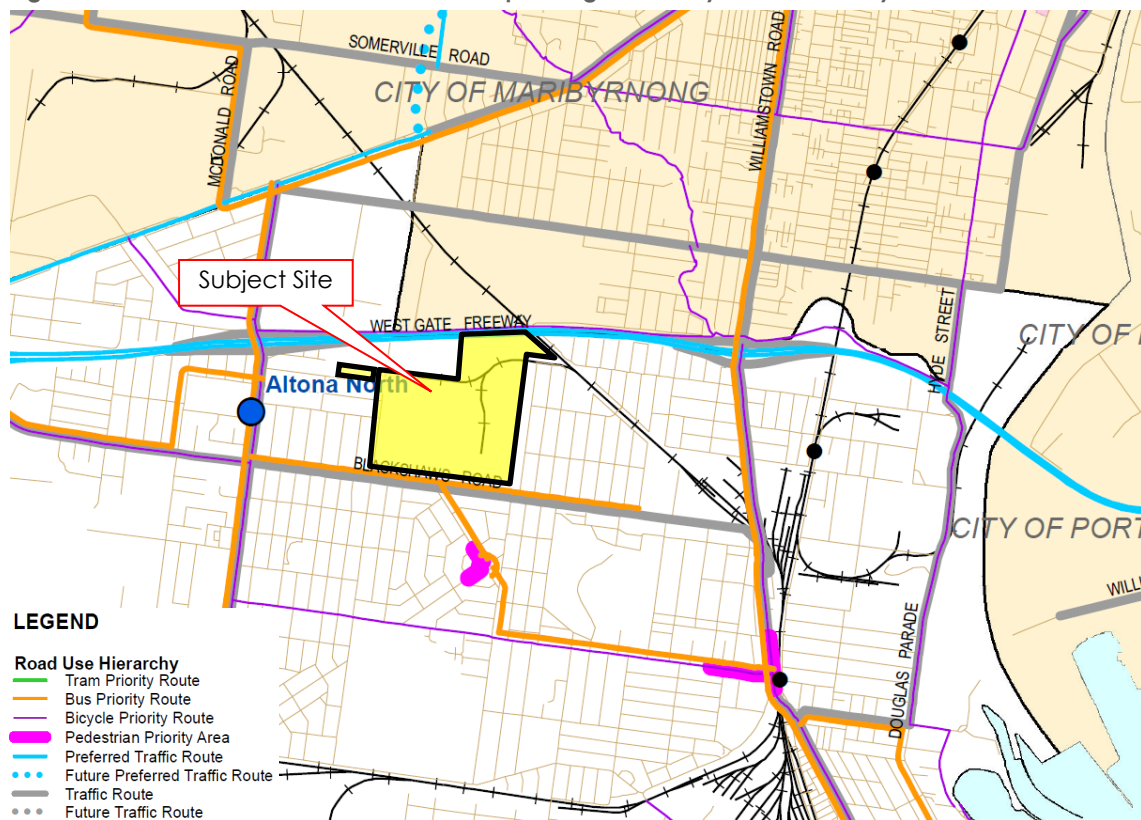 SOMERVILLE ROAD
CITY OF MARIBYRNONG
MCDONALD ROAD
WILLIAMSTOWN ROAD
Subject Site
WEST GATE FREEWAY
HYDE STREET
Altona North
BLACKSHAWS ROAD
CITY OF PORT
DOUGLAS PARADE
LEGEND
Road Use Hierarchy
Tram Priority Route
Bus Priority Route
Bicycle Priority Route
Pedestrian Priority Area
Preferred Traffic Route
Future Preferred Traffic Route
Traffic Route
Future Traffic Route